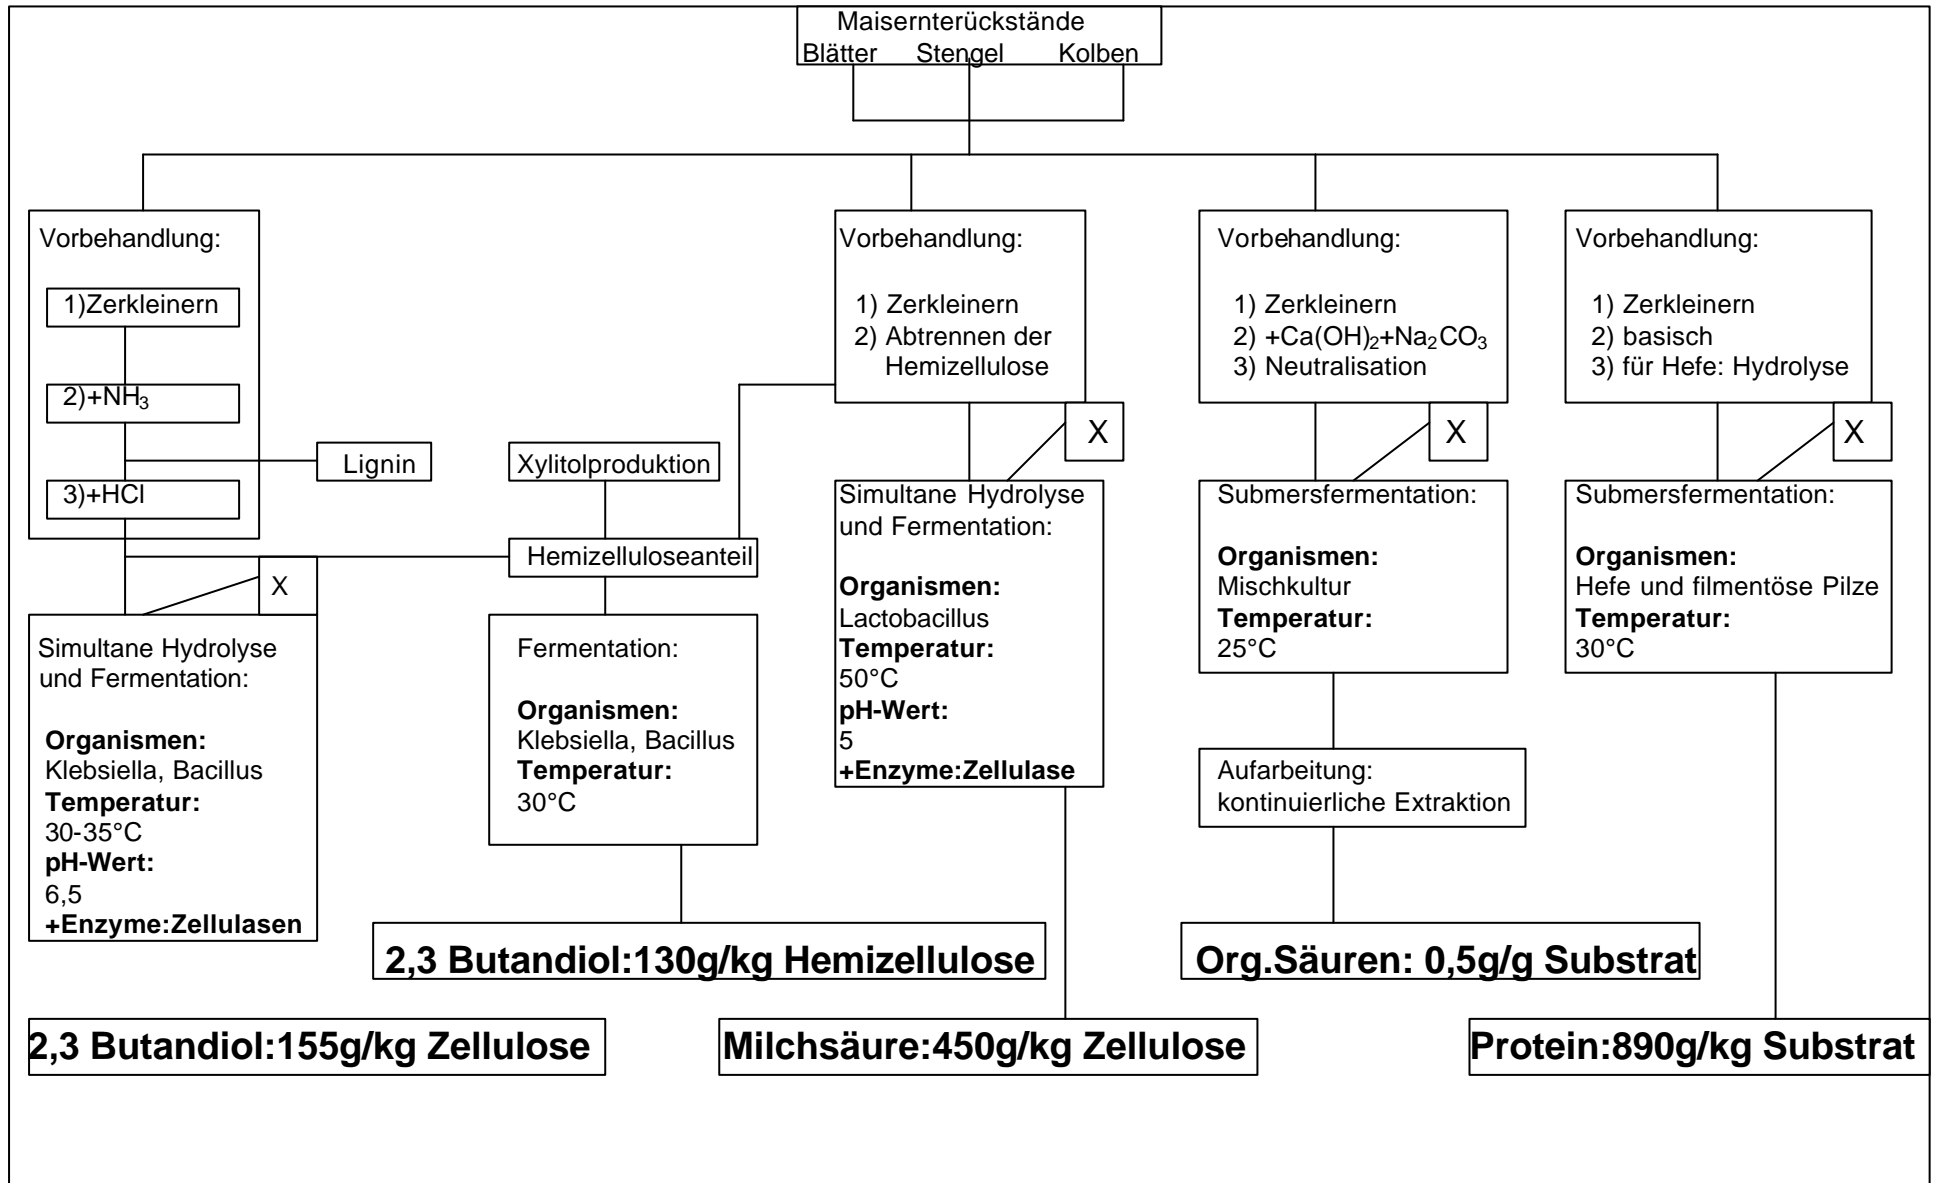 Maisernterückstände
Blätter Stengel Kolben
Vorbehandlung:
1)Zerkleinern
2)+NH₃
3)+HCl
Lignin
Xylitolproduktion
Hemizelluloseanteil
X
Simultane Hydrolyse
und Fermentation:
Organismen:
Klebsiella, Bacillus
Temperatur:
30-35°C
pH-Wert:
6,5
+Enzyme:Zellulasen
Fermentation:
Organismen:
Klebsiella, Bacillus
Temperatur:
30°C
Vorbehandlung:
1) Zerkleinern
2) Abtrennen der
Hemizellulose
X
Simultane Hydrolyse
und Fermentation:
Organismen:
Lactobacillus
Temperatur:
50°C
pH-Wert:
5
+Enzyme:Zellulase
Vorbehandlung:
1) Zerkleinern
2) +Ca(OH)₂+Na₂CO₃
3) Neutralisation
X
Submersfermentation:
Organismen:
Mischkultur
Temperatur:
25°C
Aufarbeitung:
kontinuierliche Extraktion
Vorbehandlung:
1) Zerkleinern
2) basisch
3) für Hefe: Hydrolyse
X
Submersfermentation:
Organismen:
Hefe und filmentöse Pilze
Temperatur:
30°C
2,3 Butandiol:130g/kg Hemizellulose
Org.Säuren: 0,5g/g Substrat
2,3 Butandiol:155g/kg Zellulose
Milchsäure:450g/kg Zellulose
Protein:890g/kg Substrat